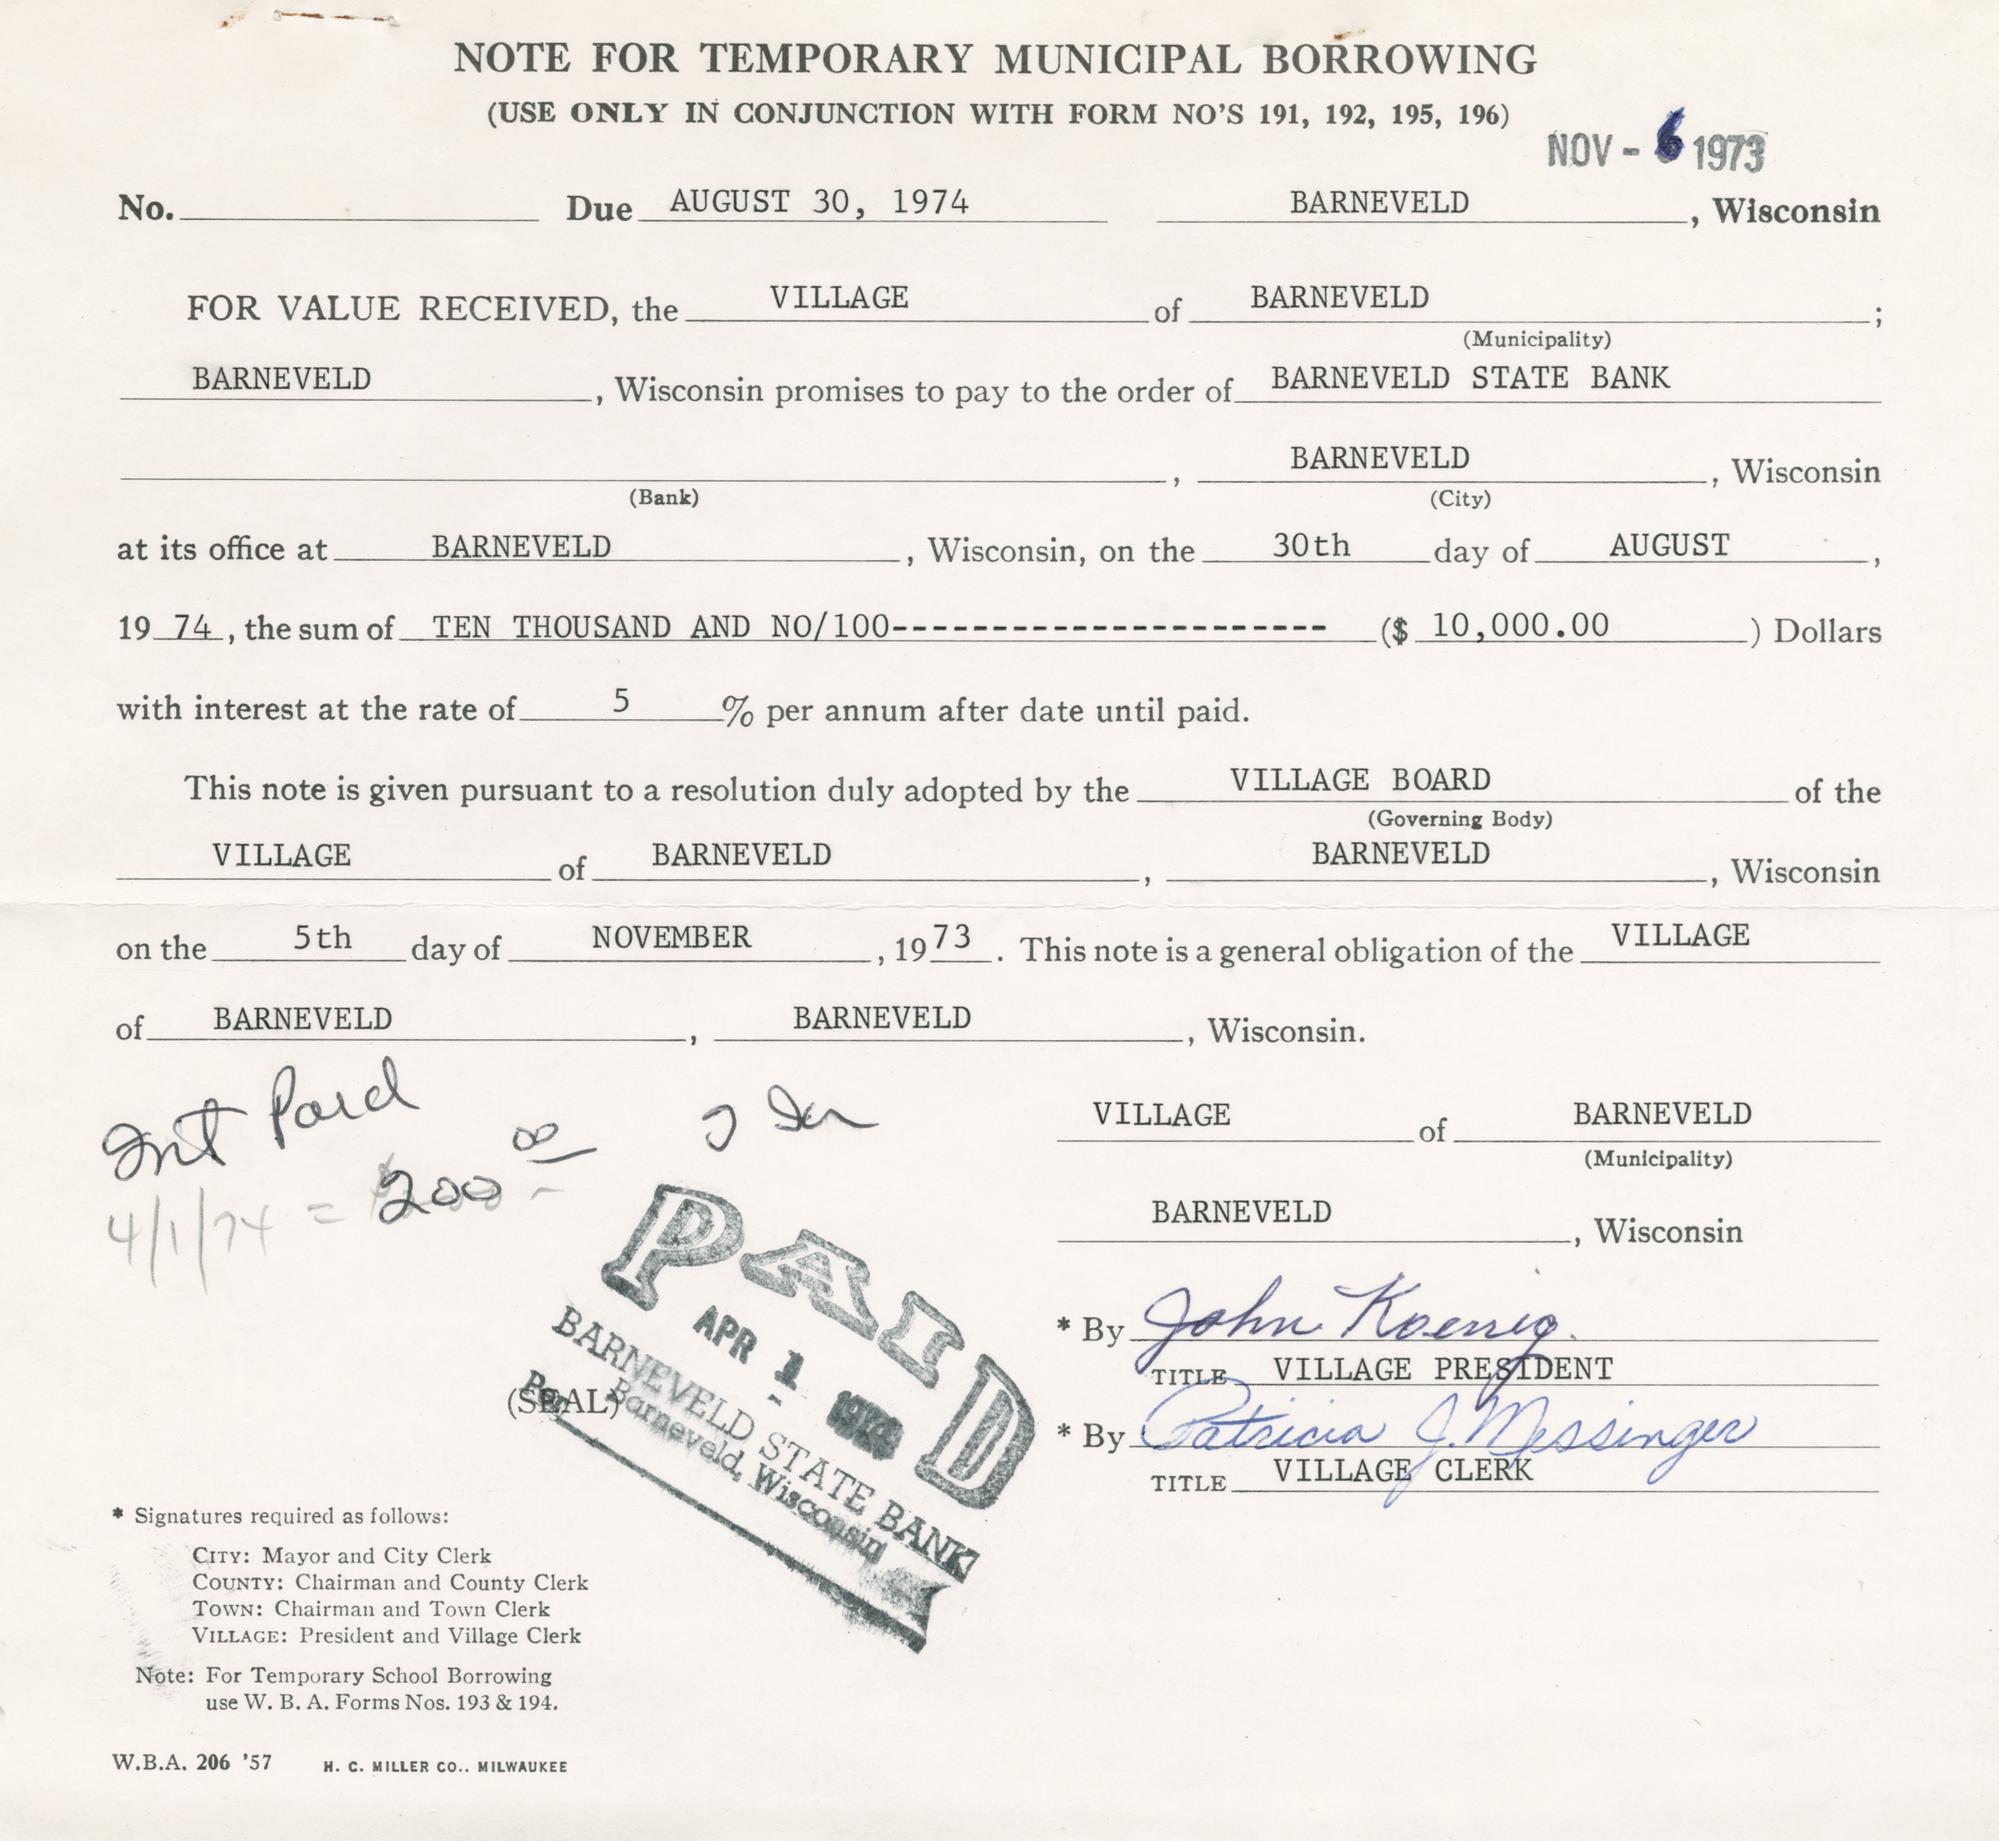 NOTE FOR TEMPORARY MUNICIPAL BORROWING
(USE ONLY IN CONJUNCTION WITH FORM NO'S 191, 192, 195, 196)
NOV - 6 1973
No. Due AUGUST 30, 1974 BARNEVELD, Wisconsin
FOR VALUE RECEIVED, the VILLAGE of BARNEVELD;
(Municipality)
BARNEVELD, Wisconsin promises to pay to the order of BARNEVELD STATE BANK
, BARNEVELD, Wisconsin
(Bank) (City)
at its office at BARNEVELD, Wisconsin, on the 30th day of AUGUST,
19 74, the sum of TEN THOUSAND AND NO/100---------------------- ($ 10,000.00) Dollars
with interest at the rate of 5 % per annum after date until paid.
This note is given pursuant to a resolution duly adopted by the VILLAGE BOARD of the
(Governing Body)
VILLAGE of BARNEVELD, BARNEVELD, Wisconsin
on the 5th day of NOVEMBER, 19 73. This note is a general obligation of the VILLAGE
of BARNEVELD, BARNEVELD, Wisconsin.
Int Paid
4/1/74 = $200.00
VILLAGE of BARNEVELD
(Municipality)
BARNEVELD, Wisconsin
PAID
APR 1 - 1974
BARNEVELD STATE BANK
Barneveld, Wisconsin
Per
(SEAL)
* By John Koenig
TITLE VILLAGE PRESIDENT
* By Patricia J. Messinger
TITLE VILLAGE CLERK
* Signatures required as follows:
CITY: Mayor and City Clerk
COUNTY: Chairman and County Clerk
TOWN: Chairman and Town Clerk
VILLAGE: President and Village Clerk
Note: For Temporary School Borrowing
use W. B. A. Forms Nos. 193 & 194.
W.B.A. 206 '57 H. C. MILLER CO., MILWAUKEE